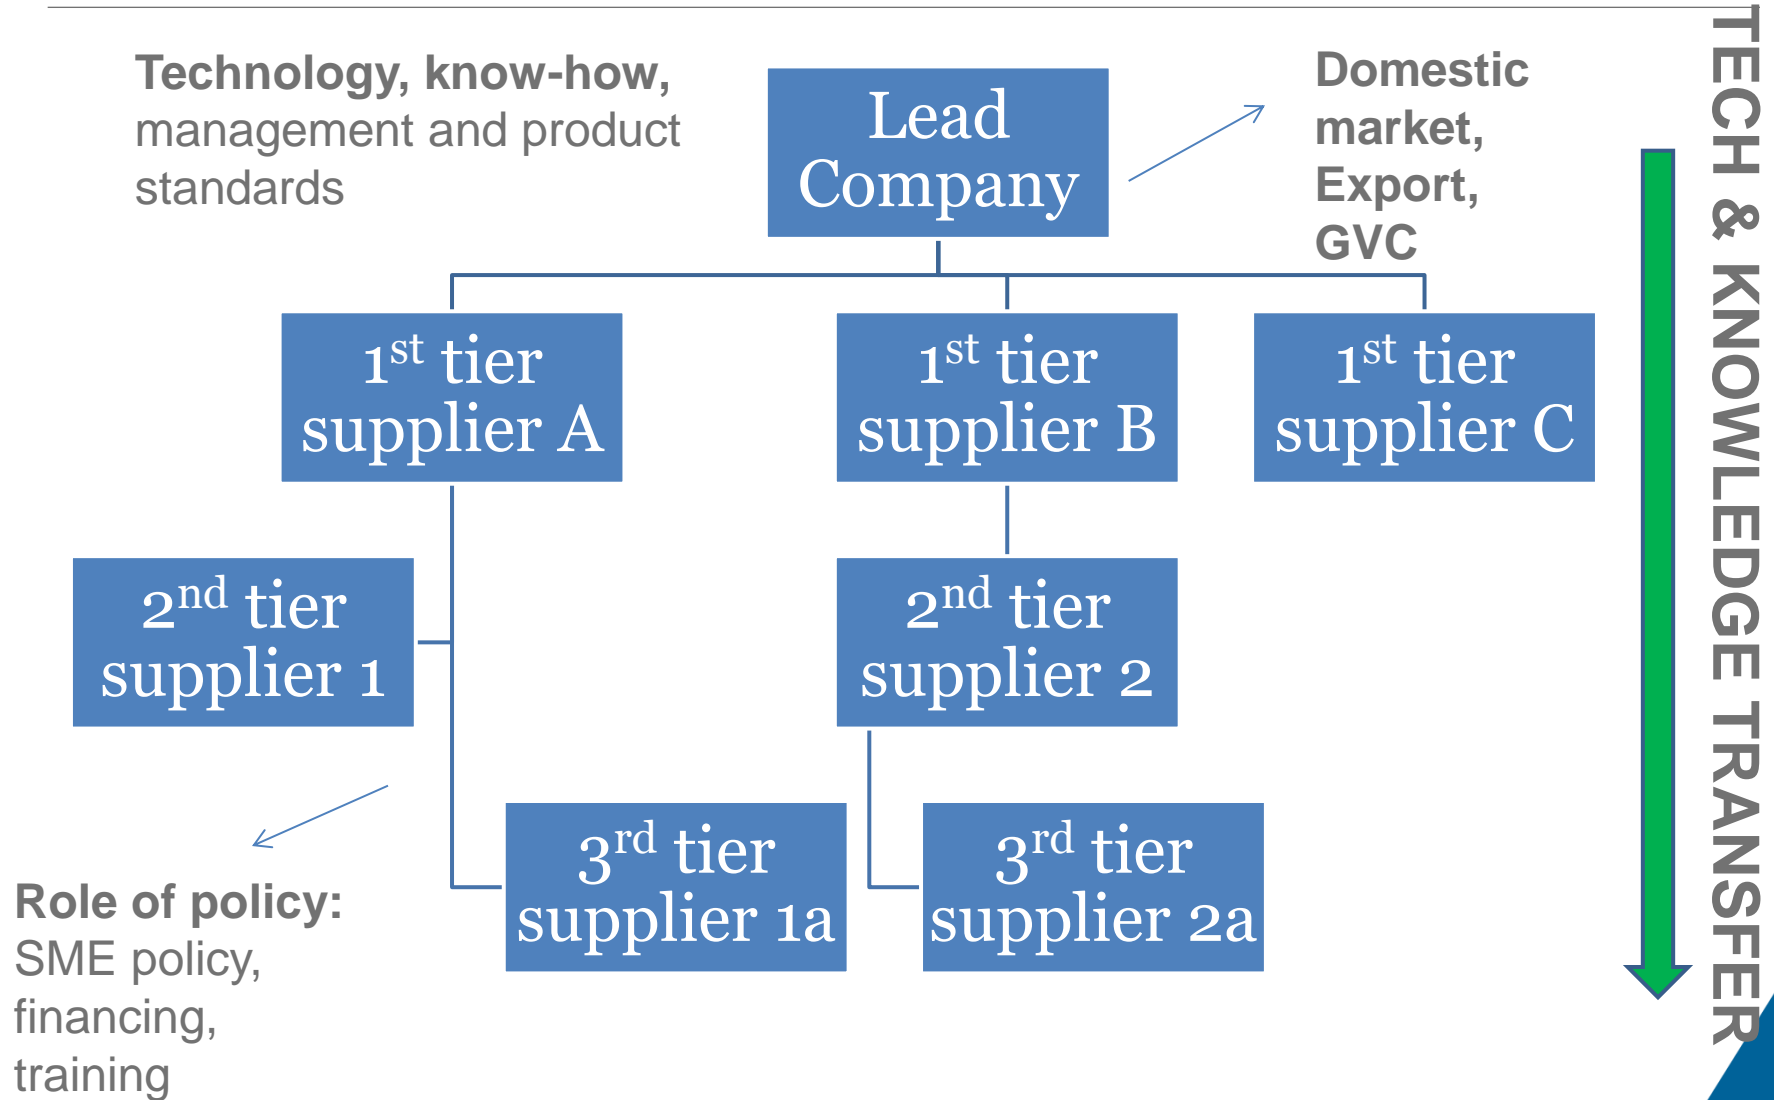 Technology, know-how,
management and product
standards
Lead
Company
Domestic
market,
Export,
GVC
TECH & KNOWLEDGE TRANSFER
1st tier
supplier A
1st tier
supplier B
1st tier
supplier C
2nd tier
supplier 1
2nd tier
supplier 2
3rd tier
supplier 1a
3rd tier
supplier 2a
Role of policy:
SME policy,
financing,
training